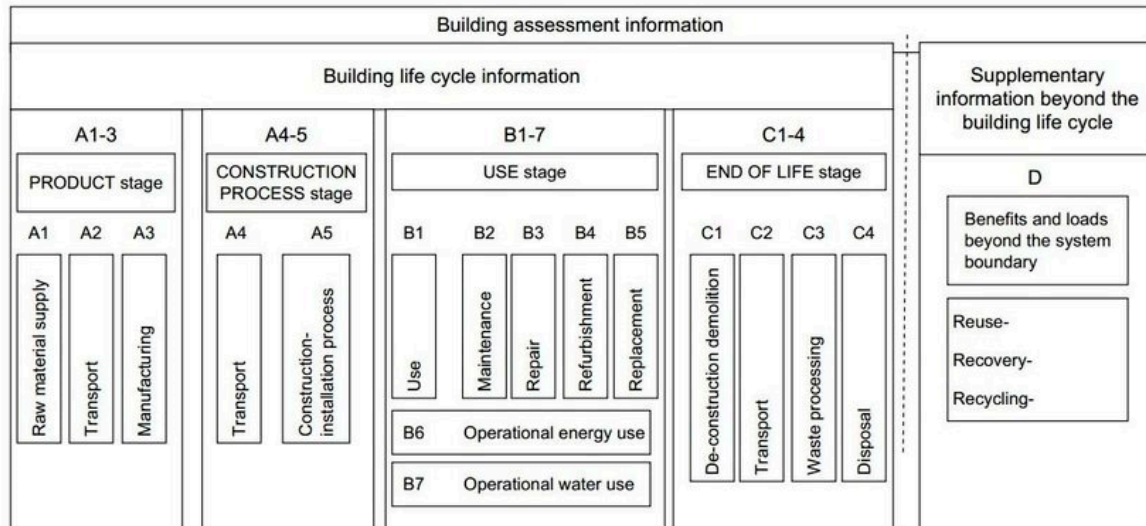 Building assessment information
Building life cycle information
Supplementary
information beyond the
building life cycle
A1-3
A4-5
B1-7
C1-4
D
PRODUCT stage
CONSTRUCTION
PROCESS stage
USE stage
END OF LIFE stage
Benefits and loads
beyond the system
boundary
A1
A2
A3
A4
A5
B1
B2
B3
B4
B5
C1
C2
C3
C4
Raw material supply
Transport
Manufacturing
Transport
Construction-
installation process
Use
Maintenance
Repair
Refurbishment
Replacement
De-construction demolition
Transport
Waste processing
Disposal
B6 Operational energy use
B7 Operational water use
Reuse-
Recovery-
Recycling-